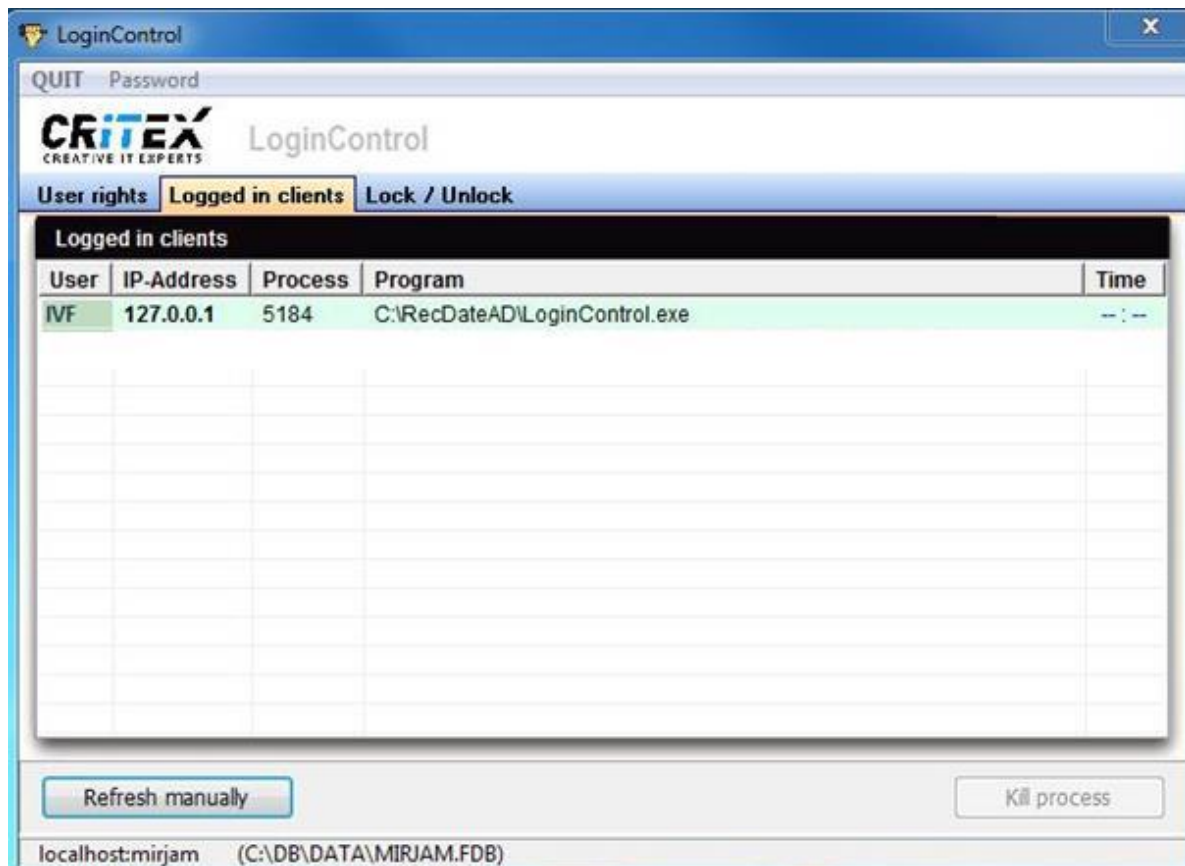 LoginControl
QUIT Password
CRiTEX LoginControl
CREATIVE IT EXPERTS
User rights Logged in clients Lock / Unlock
Logged in clients
User IP-Address Process Program Time
IVF 127.0.0.1 5184 C:\RecDateAD\LoginControl.exe -- : --
Refresh manually Kill process
localhost:mirjam (C:\DB\DATA\MIRJAM.FDB)